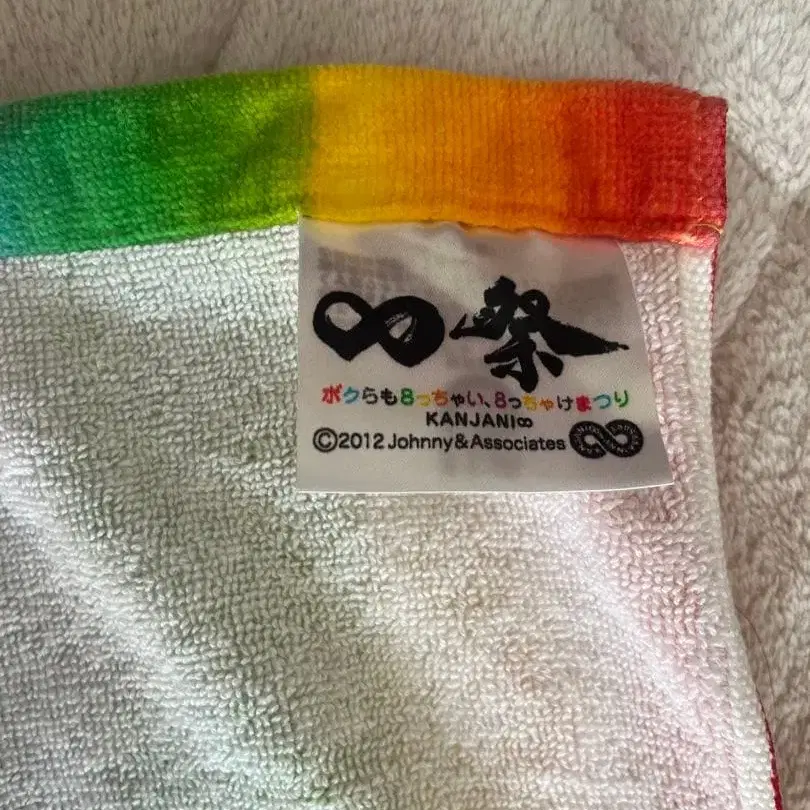 ∞祭
ボクらも8っちゃい、8っちゃけまつり
KANJANI∞
©2012 Johnny&Associates